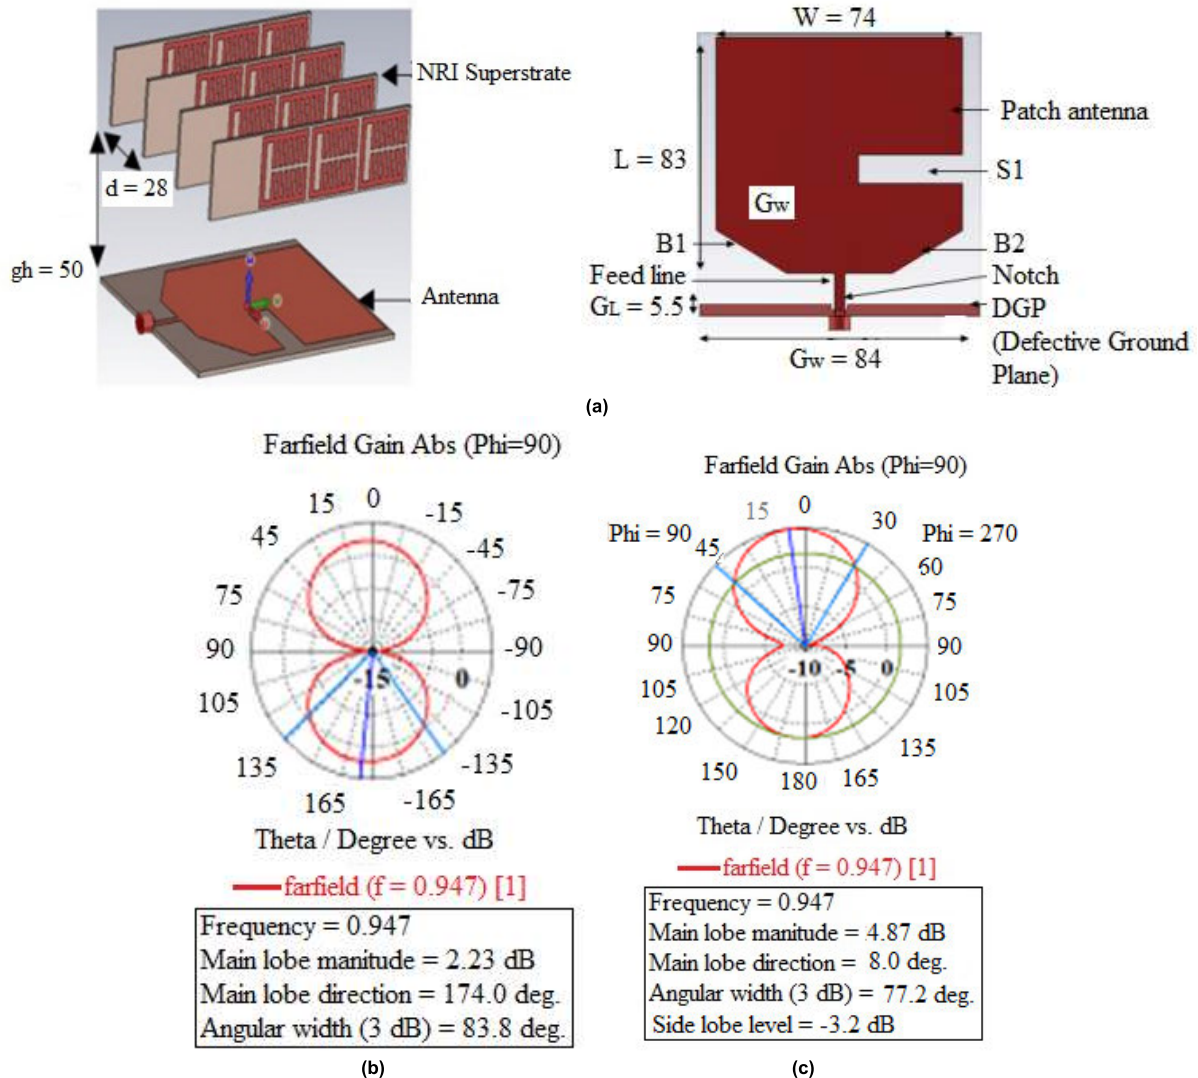 NRI Superstrate
d = 28
gh = 50
Antenna
W = 74
Patch antenna
L = 83
S1
Gw
B1
B2
Feed line
Notch
GL = 5.5
DGP
(Defective Ground
Plane)
Gw = 84
(a)
Farfield Gain Abs (Phi=90)
0
15
-15
45
-45
75
-75
90
-90
-15
0
105
-105
135
-135
165
-165
Theta / Degree vs. dB
farfield (f = 0.947) [1]
Frequency = 0.947
Main lobe manitude = 2.23 dB
Main lobe direction = 174.0 deg.
Angular width (3 dB) = 83.8 deg.
(b)
Farfield Gain Abs (Phi=90)
0
15
30
Phi = 90
Phi = 270
45
60
75
75
90
90
-10
-5
0
105
105
120
135
150
165
180
Theta / Degree vs. dB
farfield (f = 0.947) [1]
Frequency = 0.947
Main lobe manitude = 4.87 dB
Main lobe direction = 8.0 deg.
Angular width (3 dB) = 77.2 deg.
Side lobe level = -3.2 dB
(c)